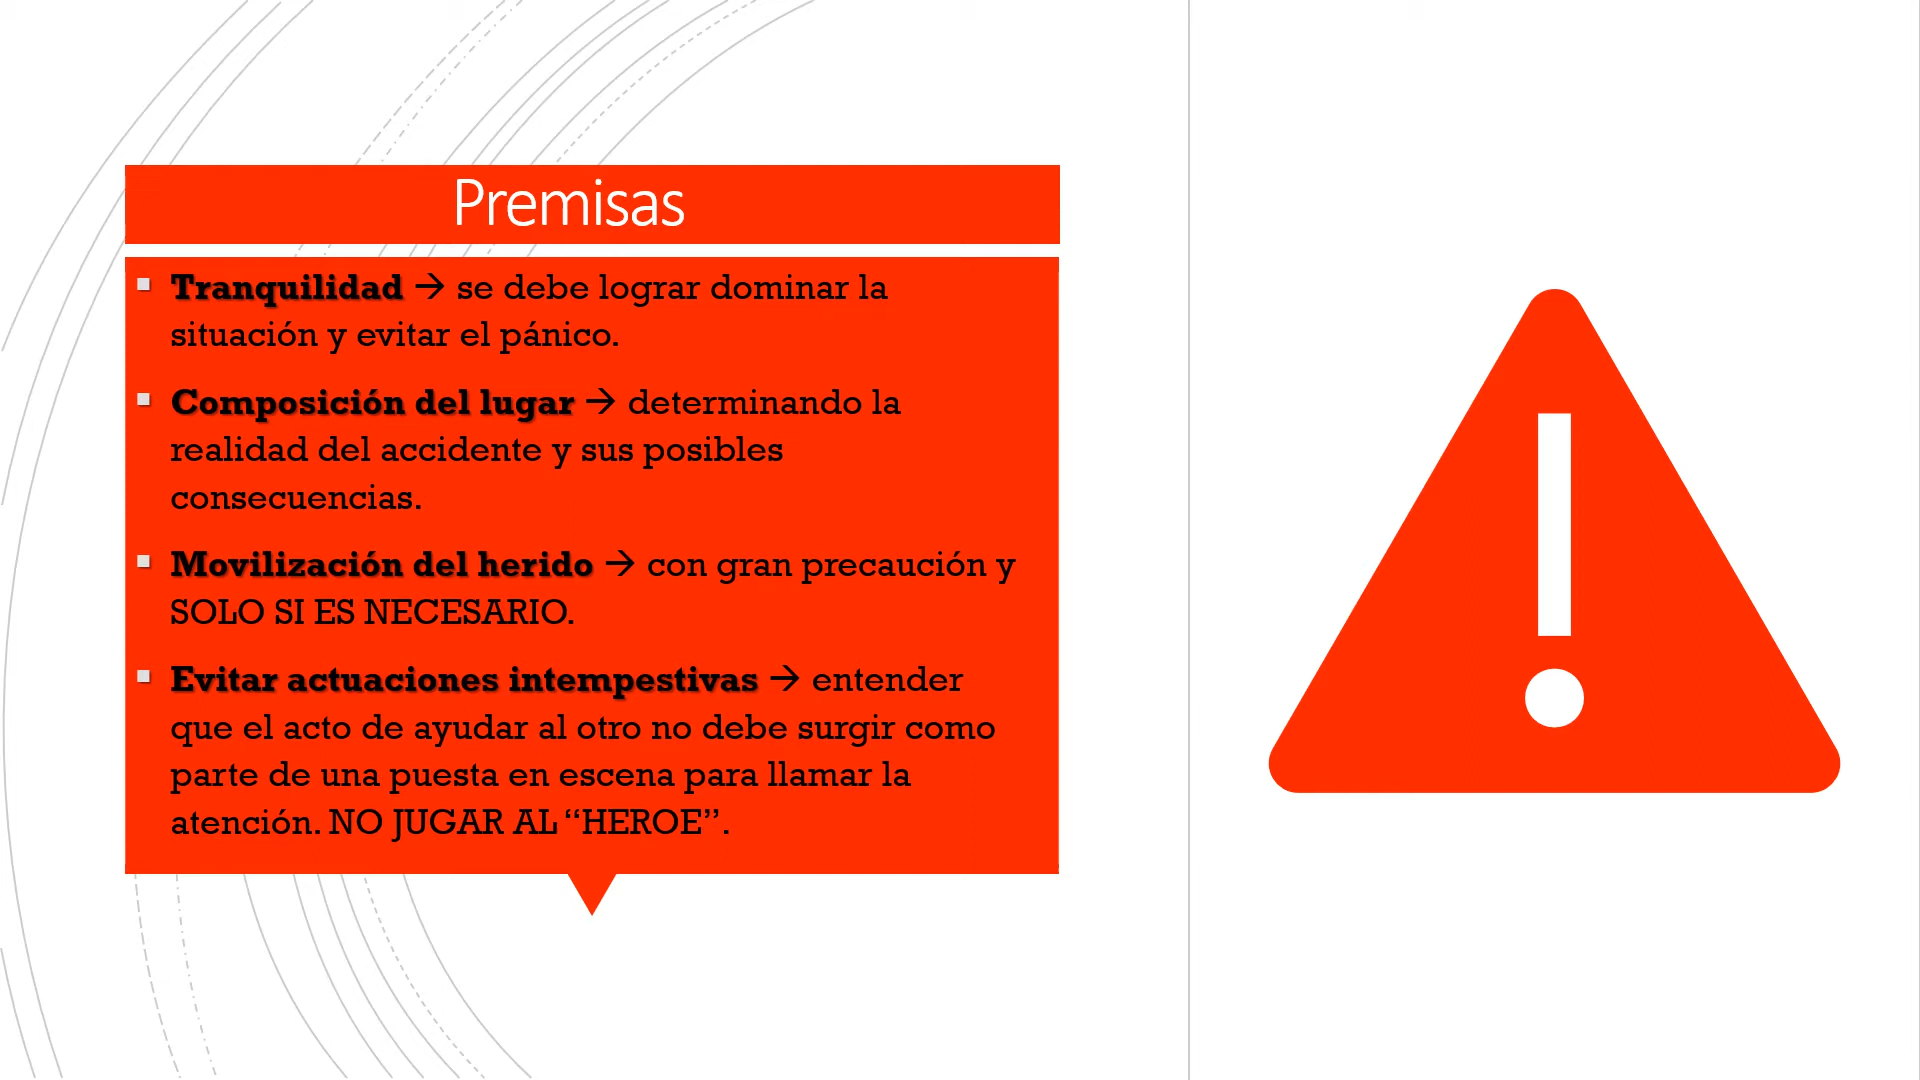 Premisas
▪ Tranquilidad → se debe lograr dominar la
situación y evitar el pánico.
▪ Composición del lugar → determinando la
realidad del accidente y sus posibles
consecuencias.
▪ Movilización del herido → con gran precaución y
SOLO SI ES NECESARIO.
▪ Evitar actuaciones intempestivas → entender
que el acto de ayudar al otro no debe surgir como
parte de una puesta en escena para llamar la
atención. NO JUGAR AL “HEROE”.